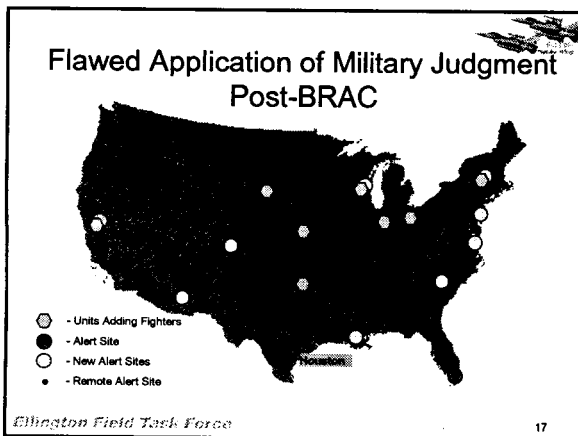 Flawed Application of Military Judgment
Post-BRAC
- Units Adding Fighters
- Alert Site
- New Alert Sites
- Remote Alert Site
Houston
Ellington Field Task Force
17